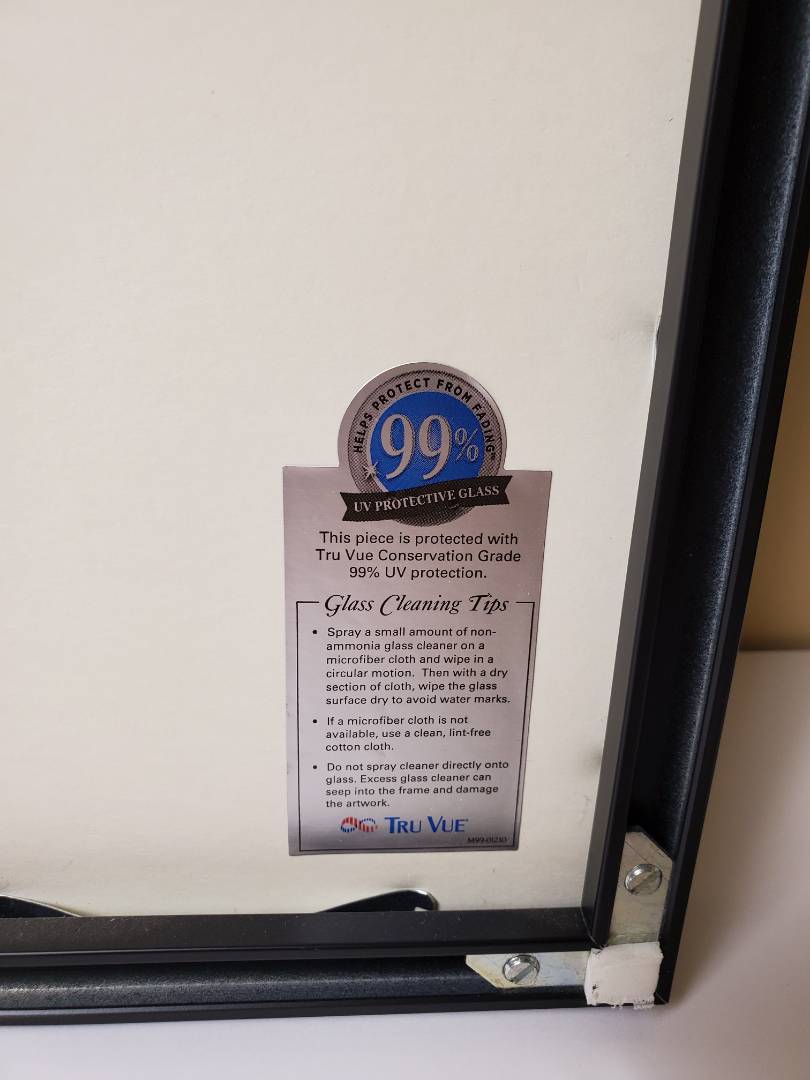 HELPS PROTECT FROM FADING™
99%
UV PROTECTIVE GLASS
This piece is protected with
Tru Vue Conservation Grade
99% UV protection.
Glass Cleaning Tips
• Spray a small amount of non-
ammonia glass cleaner on a
microfiber cloth and wipe in a
circular motion. Then with a dry
section of cloth, wipe the glass
surface dry to avoid water marks.
• If a microfiber cloth is not
available, use a clean, lint-free
cotton cloth.
• Do not spray cleaner directly onto
glass. Excess glass cleaner can
seep into the frame and damage
the artwork.
TRU VUE®